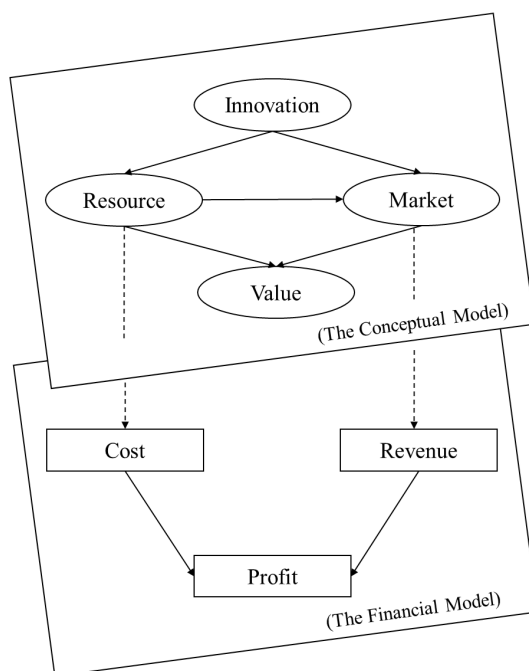 Innovation
Resource
Market
Value
(The Conceptual Model)
Cost
Revenue
Profit
(The Financial Model)